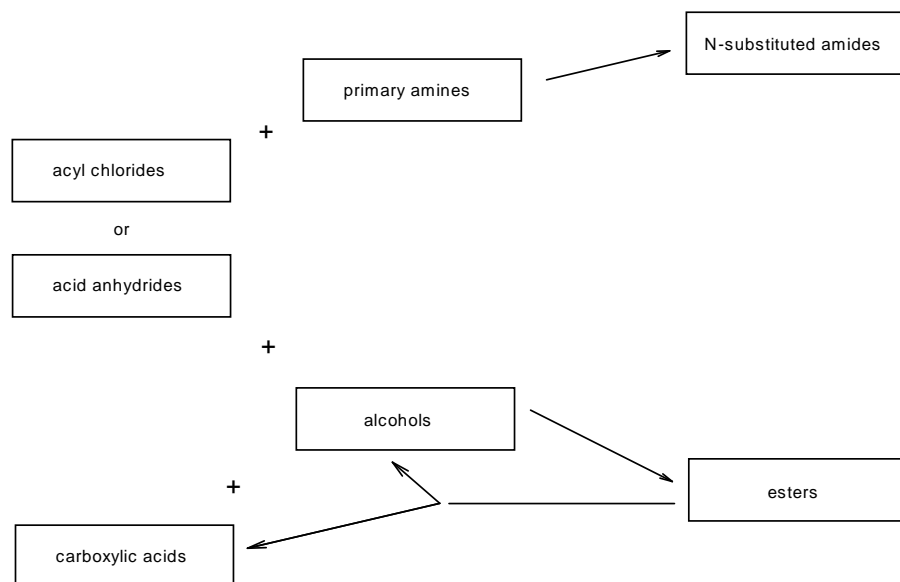 N-substituted amides
primary amines
+
acyl chlorides
or
acid anhydrides
+
alcohols
+
esters
carboxylic acids